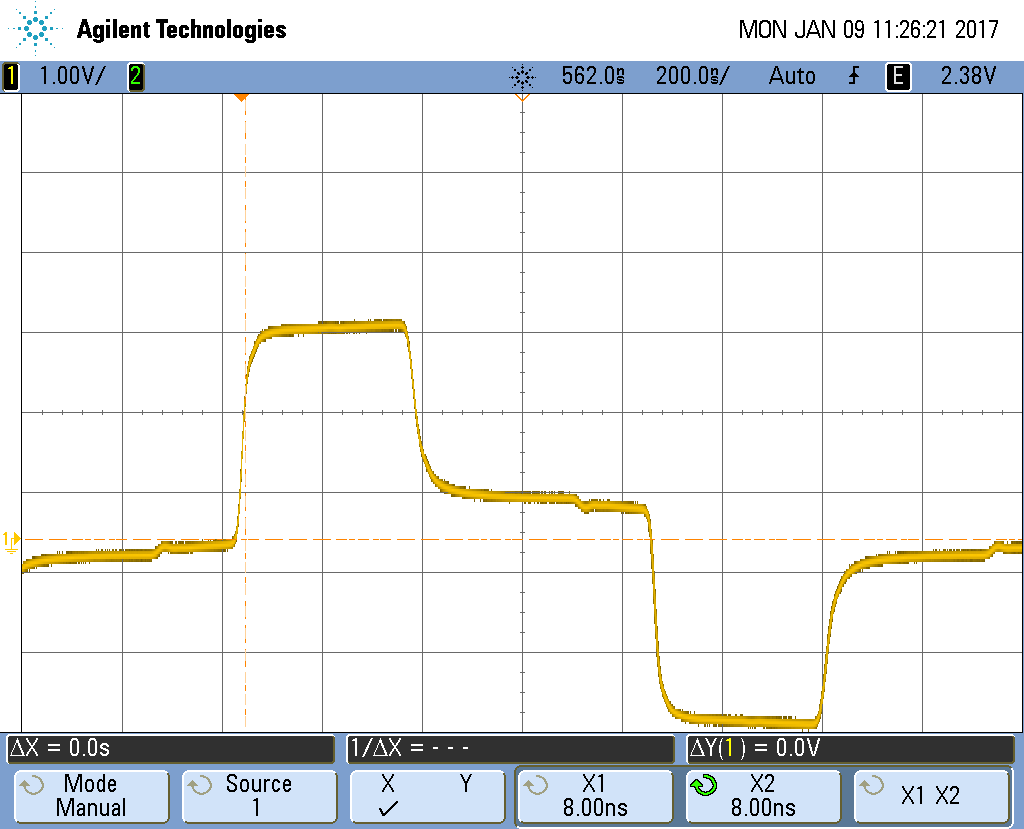 Agilent Technologies MON JAN 09 11:26:21 2017
1 1.00V/ 2 562.0s 200.0s/ Auto E 2.38V
1
ΔX = 0.0s 1/ΔX = - - - ΔY(1) = 0.0V
Mode Source X Y X1 X2 X1 X2
Manual 1 ✓ 8.00ns 8.00ns